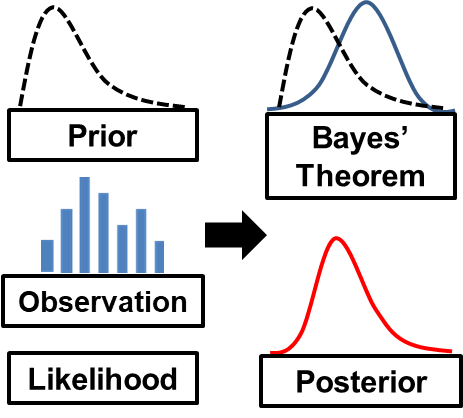 Prior
Observation
Likelihood
Bayes’
Theorem
Posterior